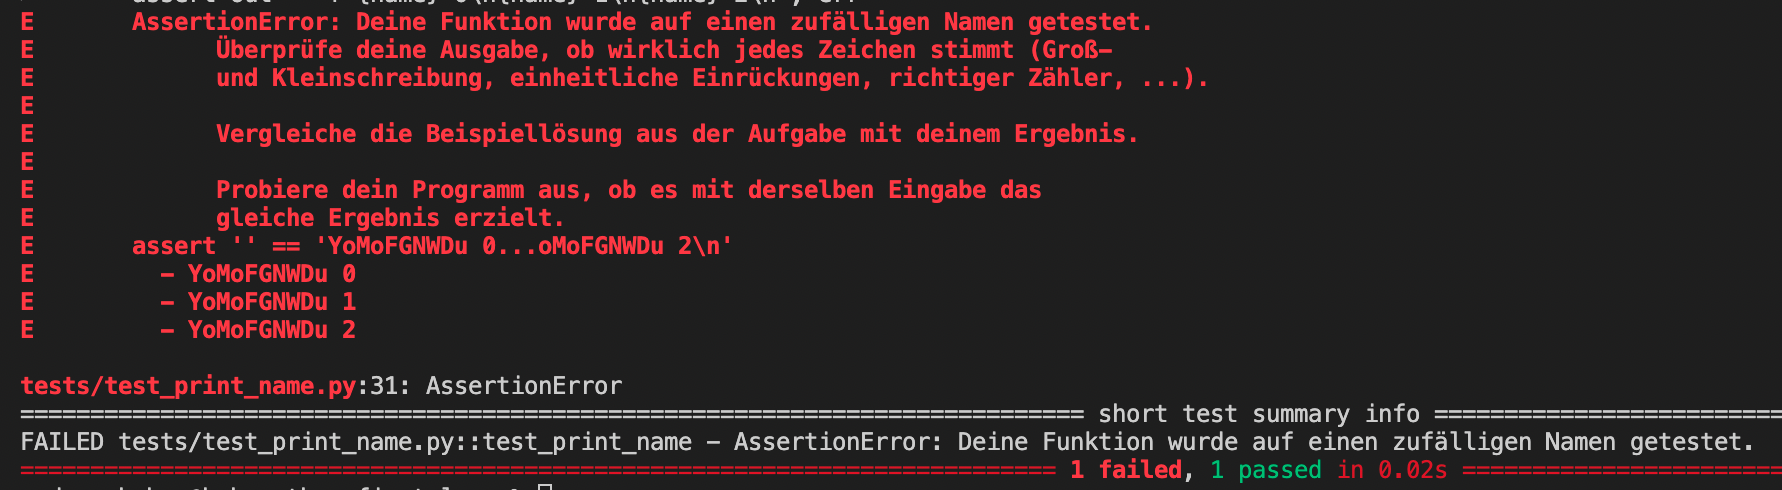 E       AssertionError: Deine Funktion wurde auf einen zufälligen Namen getestet.
E             Überprüfe deine Ausgabe, ob wirklich jedes Zeichen stimmt (Groß-
E             und Kleinschreibung, einheitliche Einrückungen, richtiger Zähler, ...).
E
E             Vergleiche die Beispiellösung aus der Aufgabe mit deinem Ergebnis.
E
E             Probiere dein Programm aus, ob es mit derselben Eingabe das
E             gleiche Ergebnis erzielt.
E       assert '' == 'YoMoFGNWDu 0...oMoFGNWDu 2\n'
E         - YoMoFGNWDu 0
E         - YoMoFGNWDu 1
E         - YoMoFGNWDu 2
tests/test_print_name.py:31: AssertionError
============================================================================ short test summary info =========================
FAILED tests/test_print_name.py::test_print_name - AssertionError: Deine Funktion wurde auf einen zufälligen Namen getestet.
========================================================================== 1 failed, 1 passed in 0.02s =======================